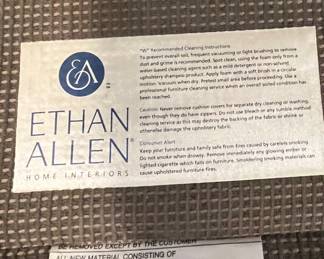 EA
ETHAN
ALLEN
HOME INTERIORS
"W" Recommended Cleaning Instructions
To prevent overall soil, frequent vacuuming or light brushing to remove
dust and grime is recommended. Spot clean, using the foam only from a
water-based cleaning agent such as a mild detergent or non-solvent
upholstery shampoo product. Apply foam with a soft brush in a circular
motion. Vacuum when dry. Pretest small area before proceeding. Use a
professional furniture cleaning service when an overall soiled condition has
been reached.
Caution: Never remove cushion covers for separate dry cleaning or washing,
even though they do have zippers. Do not use bleach or any tumble method
cleaning service as this may destroy the backing of the fabric or shrink or
otherwise damage the upholstery fabric.
Consumer Alert
Keep your furniture and family safe from fires caused by careless smoking.
Do not smoke when drowsy. Remove immediately any glowing ember or
lighted cigarette which falls on furniture. Smoldering smoking materials can
cause upholstered furniture fires.
BE REMOVED EXCEPT BY THE CUSTOMER
ALL NEW MATERIAL CONSISTING OF